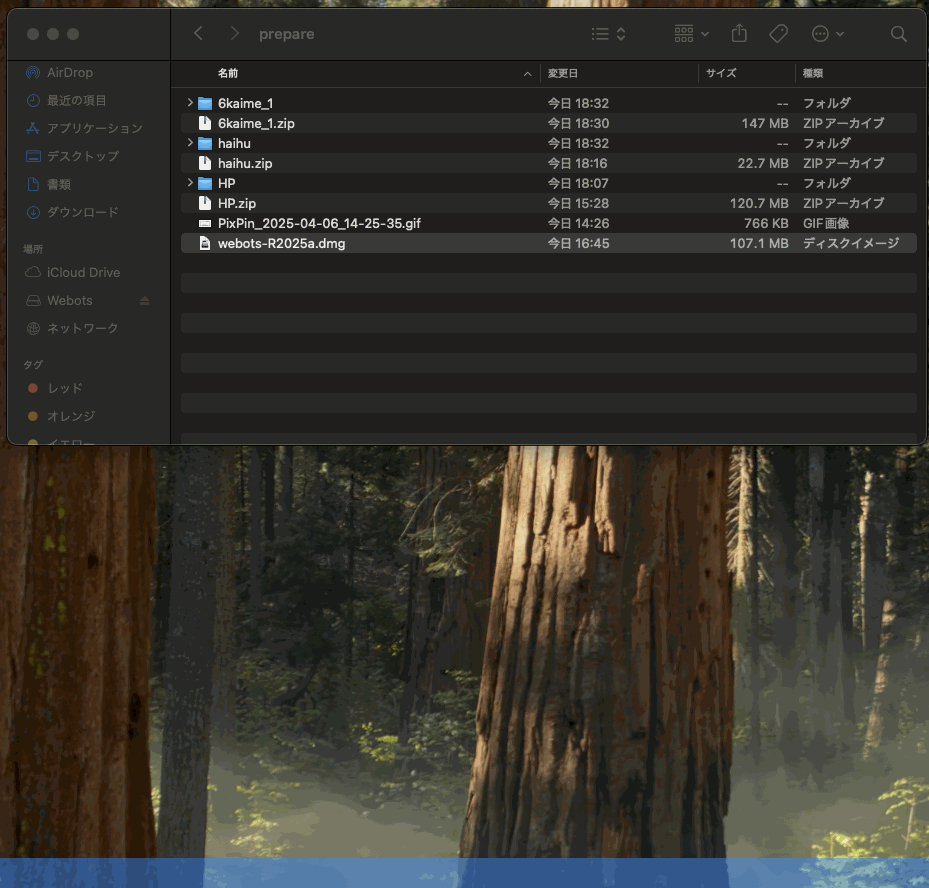 prepare
AirDrop
最近の項目
アプリケーション
デスクトップ
書類
ダウンロード
場所
iCloud Drive
Webots
ネットワーク
タグ
レッド
オレンジ
イエロー
名前 変更日 サイズ 種類
6kaime_1 今日 18:32 -- フォルダ
6kaime_1.zip 今日 18:30 147 MB ZIPアーカイブ
haihu 今日 18:32 -- フォルダ
haihu.zip 今日 18:16 22.7 MB ZIPアーカイブ
HP 今日 18:07 -- フォルダ
HP.zip 今日 15:28 120.7 MB ZIPアーカイブ
PixPin_2025-04-06_14-25-35.gif 今日 14:26 766 KB GIF画像
webots-R2025a.dmg 今日 16:45 107.1 MB ディスクイメージ